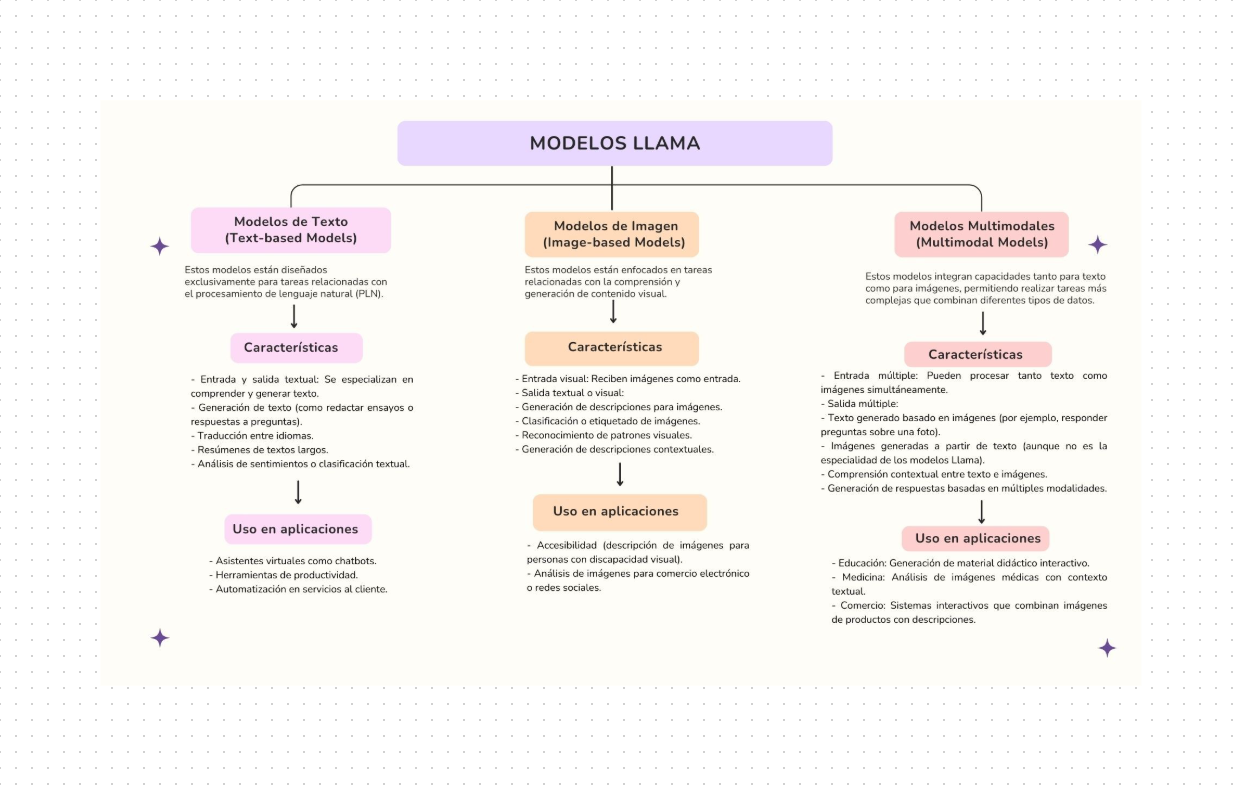 MODELOS LLAMA
Modelos de Texto
(Text-based Models)
Estos modelos están diseñados
exclusivamente para tareas relacionadas con
el procesamiento de lenguaje natural (PLN).
Características
- Entrada y salida textual: Se especializan en
comprender y generar texto.
- Generación de texto (como redactar ensayos o
respuestas a preguntas).
- Traducción entre idiomas.
- Resúmenes de textos largos.
- Análisis de sentimientos o clasificación textual.
Uso en aplicaciones
- Asistentes virtuales como chatbots.
- Herramientas de productividad.
- Automatización en servicios al cliente.
Modelos de Imagen
(Image-based Models)
Estos modelos están enfocados en tareas
relacionadas con la comprensión y
generación de contenido visual.
Características
- Entrada visual: Reciben imágenes como entrada.
- Salida textual o visual:
- Generación de descripciones para imágenes.
- Clasificación o etiquetado de imágenes.
- Reconocimiento de patrones visuales.
- Generación de descripciones contextuales.
Uso en aplicaciones
- Accesibilidad (descripción de imágenes para
personas con discapacidad visual).
- Análisis de imágenes para comercio electrónico
o redes sociales.
Modelos Multimodales
(Multimodal Models)
Estos modelos integran capacidades tanto para texto
como para imágenes, permitiendo realizar tareas más
complejas que combinan diferentes tipos de datos.
Características
- Entrada múltiple: Pueden procesar tanto texto como
imágenes simultáneamente.
- Salida múltiple:
- Texto generado basado en imágenes (por ejemplo, responder
preguntas sobre una foto).
- Imágenes generadas a partir de texto (aunque no es la
especialidad de los modelos Llama).
- Comprensión contextual entre texto e imágenes.
- Generación de respuestas basadas en múltiples modalidades.
Uso en aplicaciones
- Educación: Generación de material didáctico interactivo.
- Medicina: Análisis de imágenes médicas con contexto
textual.
- Comercio: Sistemas interactivos que combinan imágenes
de productos con descripciones.